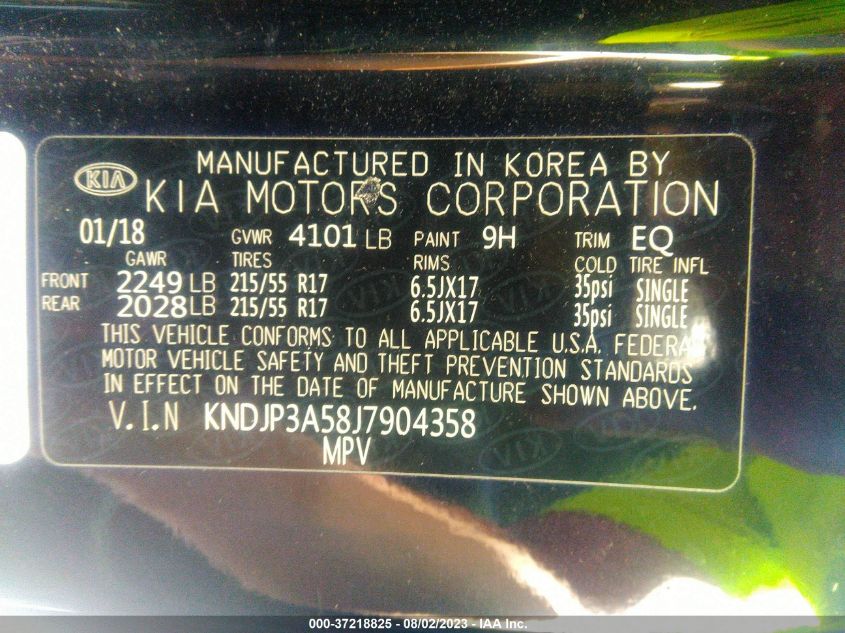 MANUFACTURED IN KOREA BY
KIA KIA MOTORS CORPORATION
01/18 GVWR 4101 LB PAINT 9H TRIM EQ
GAWR TIRES RIMS COLD TIRE INFL
FRONT 2249 LB 215/55 R17 6.5JX17 35psi SINGLE
REAR 2028 LB 215/55 R17 6.5JX17 35psi SINGLE
THIS VEHICLE CONFORMS TO ALL APPLICABLE U.S.A. FEDERA
MOTOR VEHICLE SAFETY AND THEFT PREVENTION STANDARDS
IN EFFECT ON THE DATE OF MANUFACTURE SHOWN ABOVE.
V.I.N KNDJP3A58J7904358
MPV
000-37218825 - 08/02/2023 - IAA Inc.